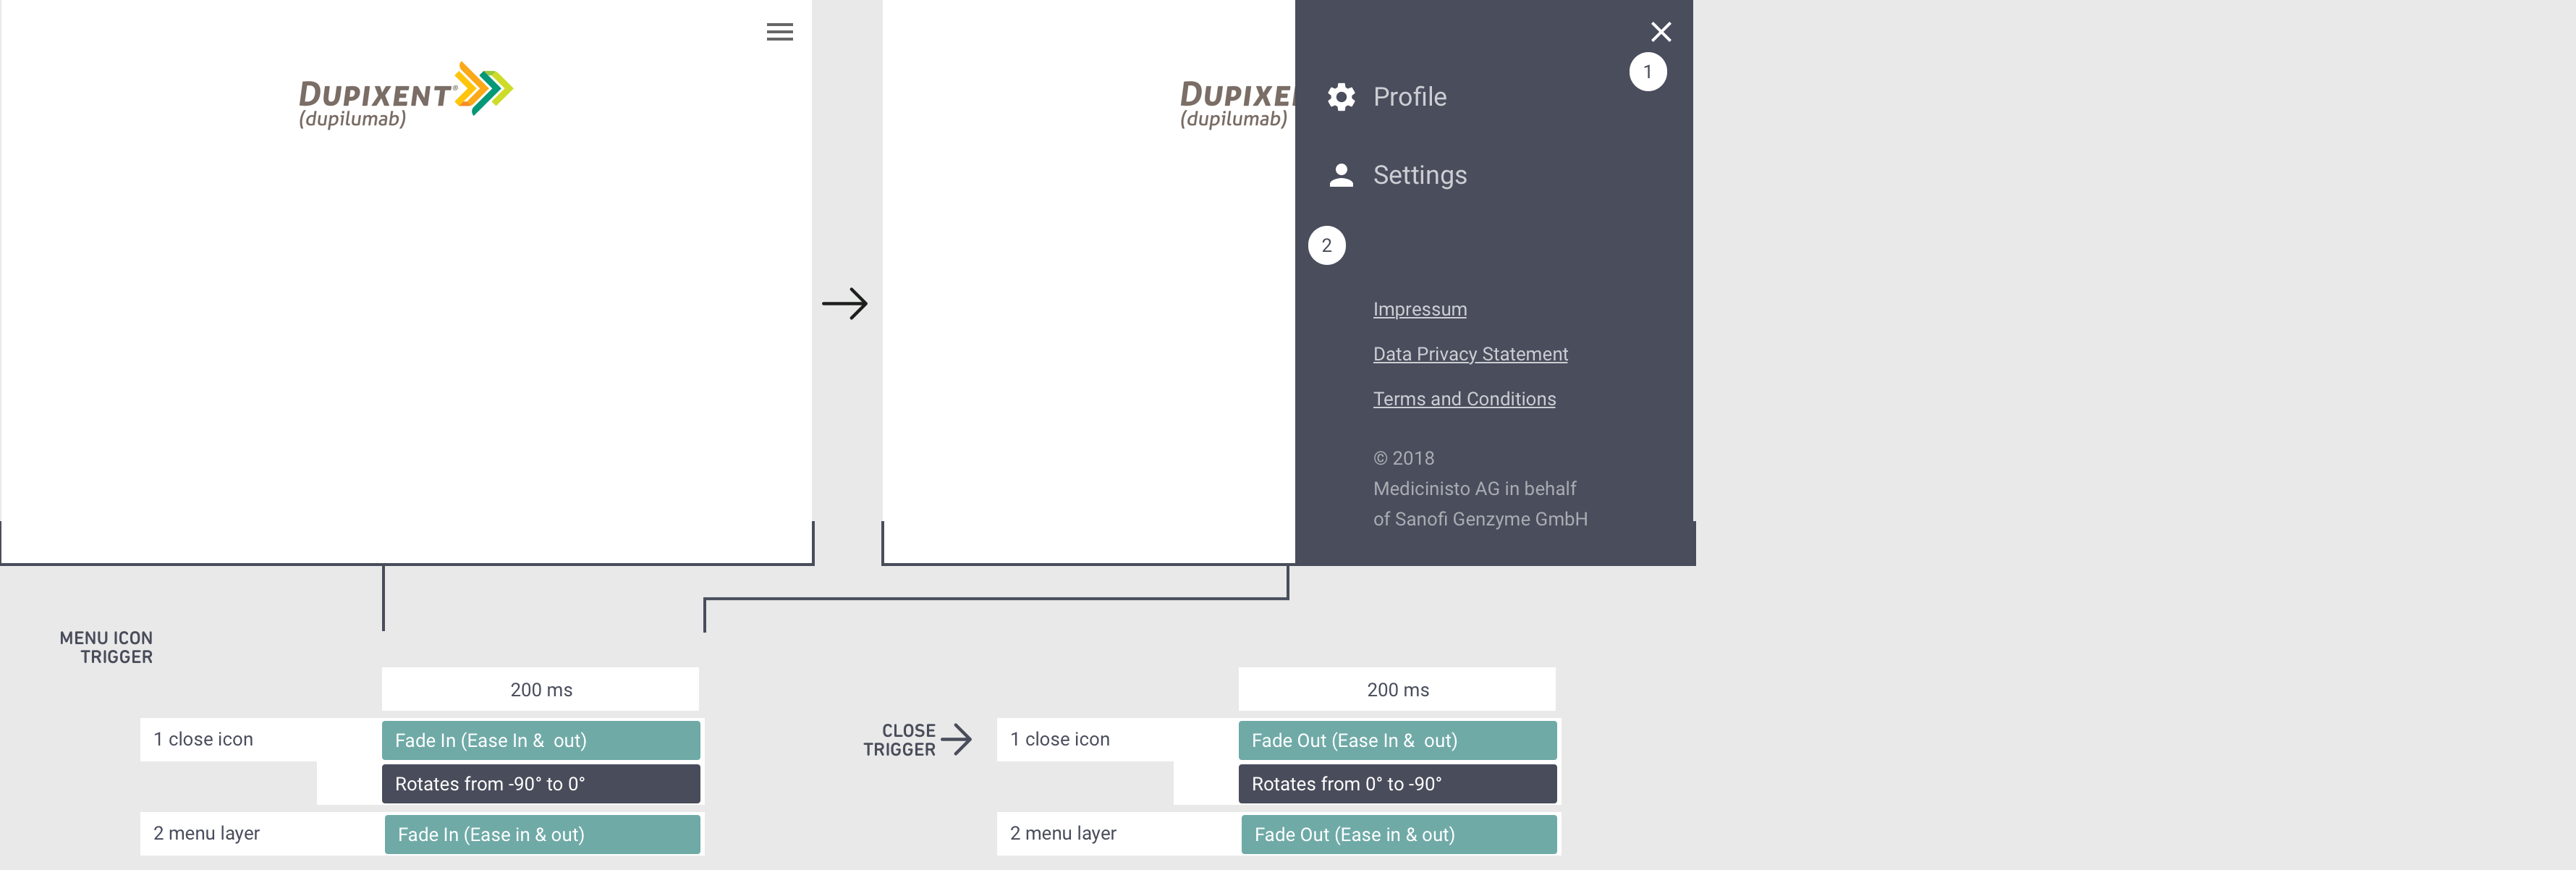 DUPIXENT®
(dupilumab)
DUPIXE
(dupilumab)
1
Profile
Settings
2
Impressum
Data Privacy Statement
Terms and Conditions
© 2018
Medicinisto AG in behalf
of Sanofi Genzyme GmbH
MENU ICON
TRIGGER
200 ms
1 close icon
Fade In (Ease In &  out)
Rotates from -90° to 0°
2 menu layer
Fade In (Ease in & out)
CLOSE
TRIGGER
200 ms
1 close icon
Fade Out (Ease In &  out)
Rotates from 0° to -90°
2 menu layer
Fade Out (Ease in & out)